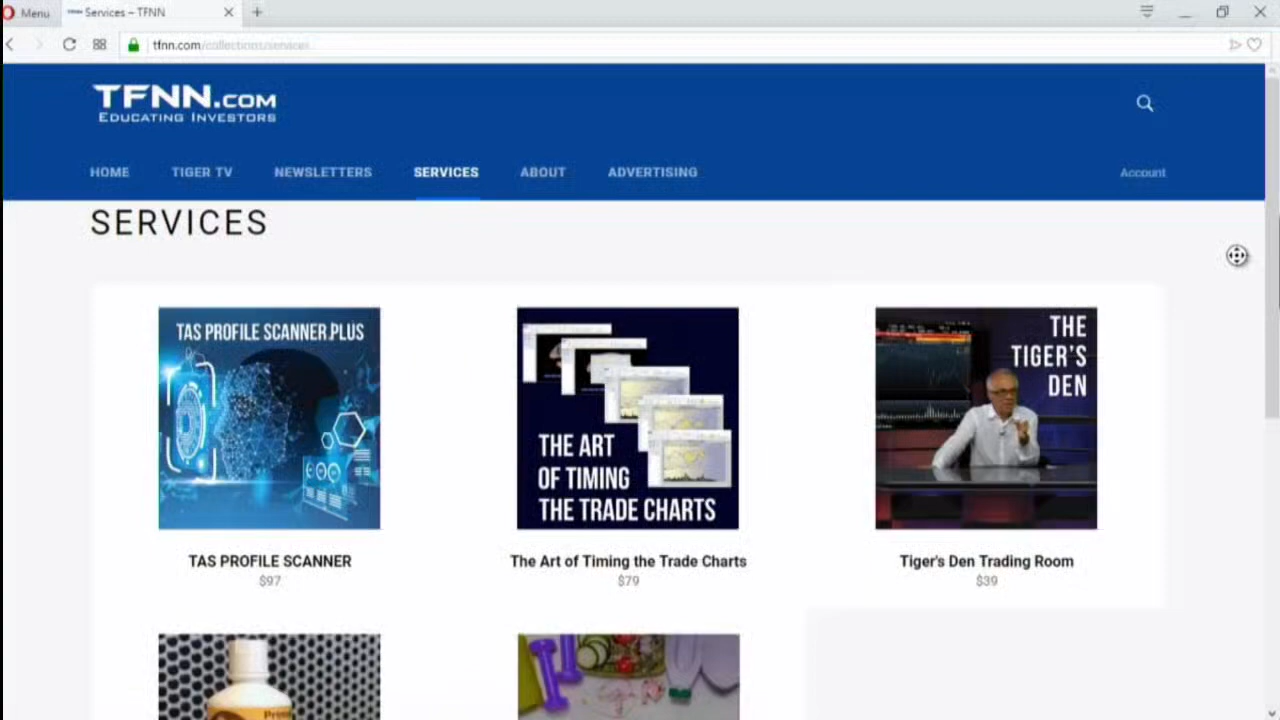 Menu
Services – TFNN
tfnn.com/collections/services
TFNN.COM
EDUCATING INVESTORS
HOME
TIGER TV
NEWSLETTERS
SERVICES
ABOUT
ADVERTISING
Account
SERVICES
TAS PROFILE SCANNER PLUS
THE ART
OF TIMING
THE TRADE CHARTS
THE
TIGER'S
DEN
TAS PROFILE SCANNER
$97
The Art of Timing the Trade Charts
$79
Tiger's Den Trading Room
$39